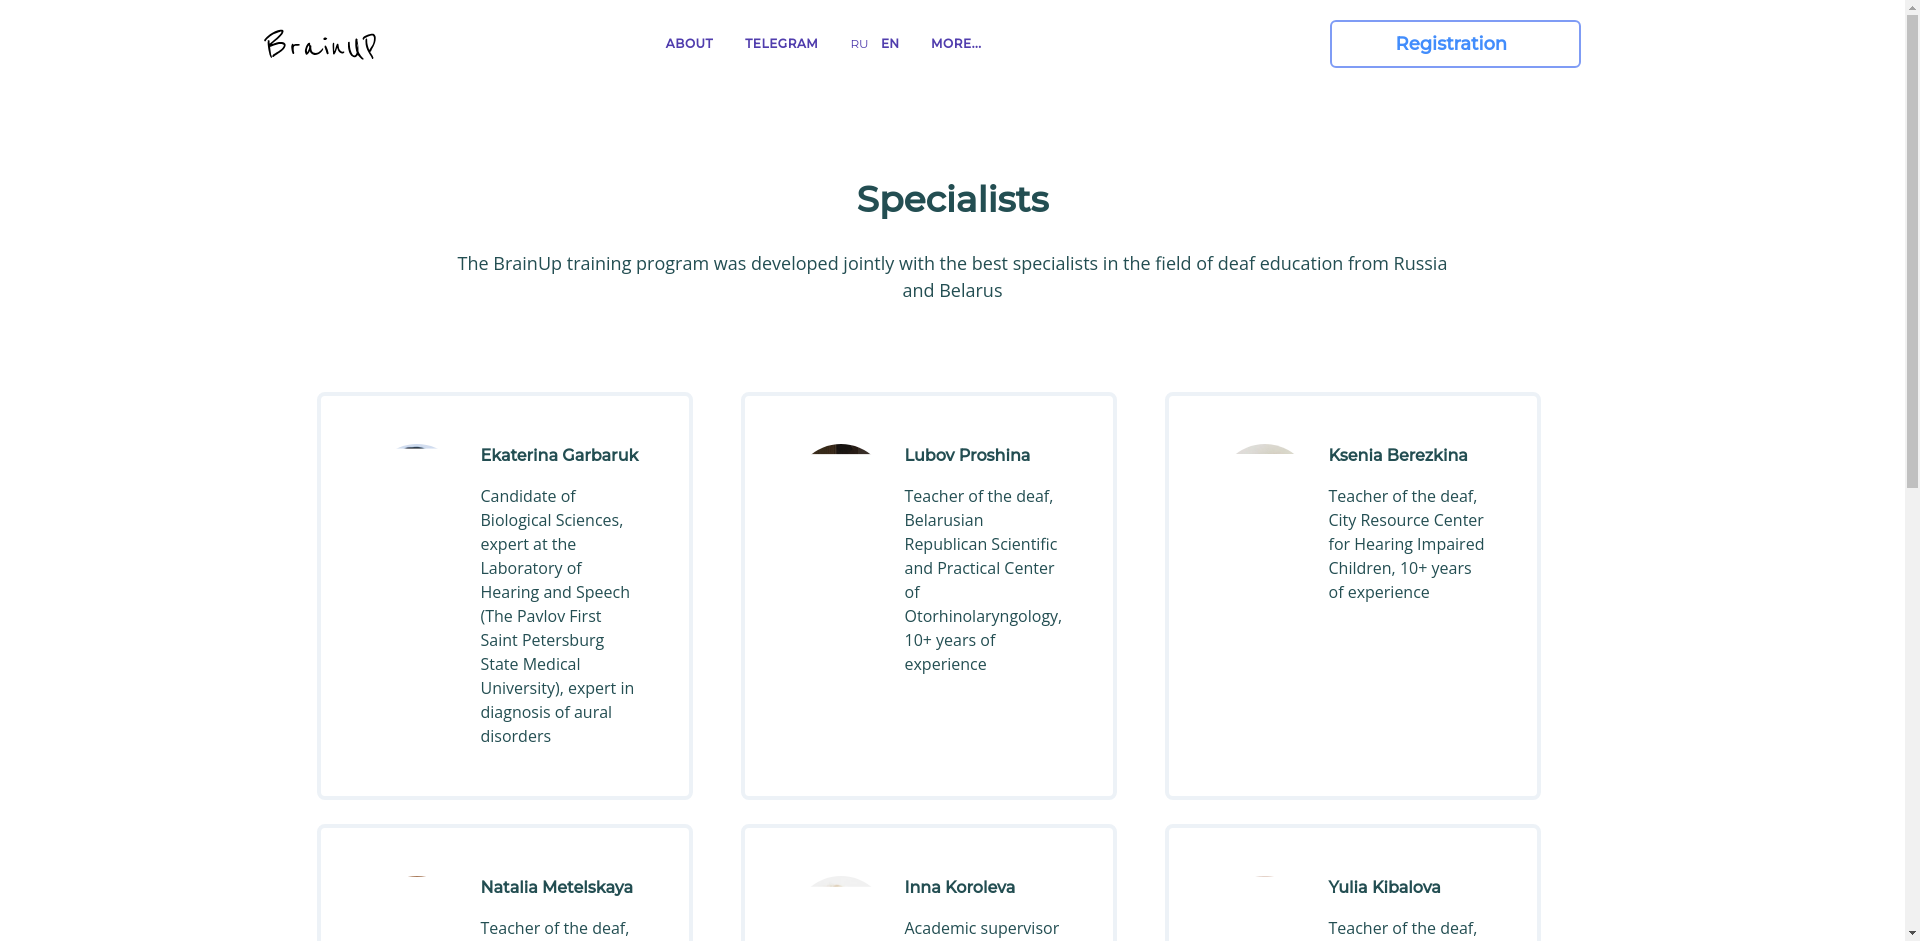 BrainUP
ABOUT
TELEGRAM
RU
EN
MORE...
Registration
Specialists
The BrainUp training program was developed jointly with the best specialists in the field of deaf education from Russia
and Belarus
Ekaterina Garbaruk
Candidate of
Biological Sciences,
expert at the
Laboratory of
Hearing and Speech
(The Pavlov First
Saint Petersburg
State Medical
University), expert in
diagnosis of aural
disorders
Lubov Proshina
Teacher of the deaf,
Belarusian
Republican Scientific
and Practical Center
of
Otorhinolaryngology,
10+ years of
experience
Ksenia Berezkina
Teacher of the deaf,
City Resource Center
for Hearing Impaired
Children, 10+ years
of experience
Natalia Metelskaya
Teacher of the deaf,
Inna Koroleva
Academic supervisor
Yulia Kibalova
Teacher of the deaf,